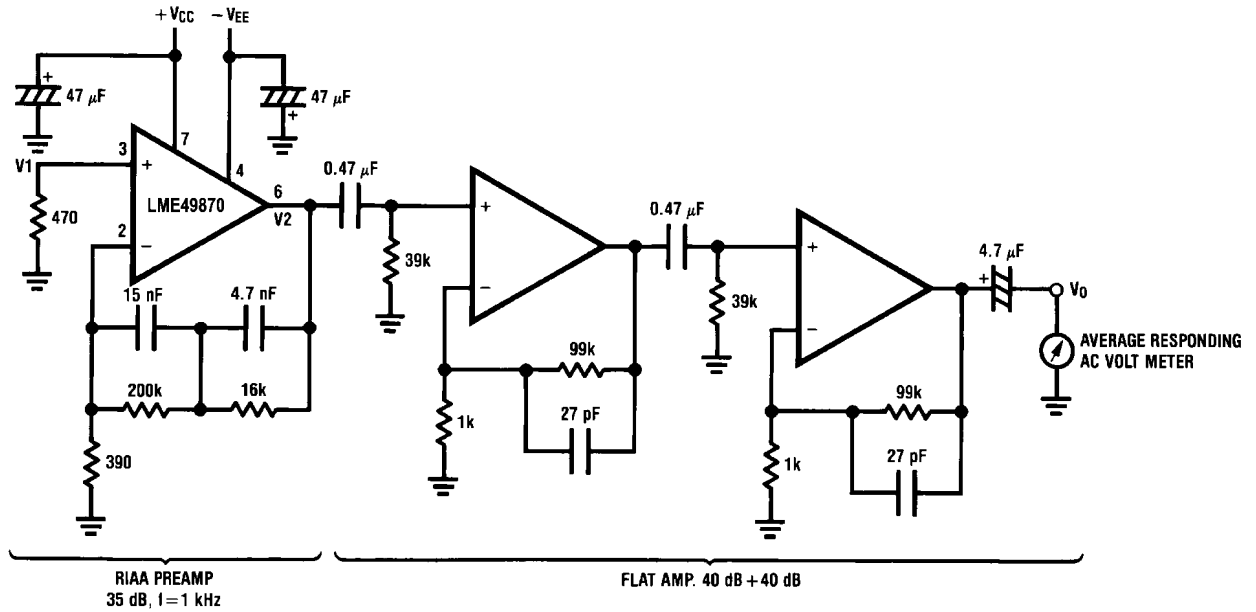 +VCC
−VEE
+
47 µF
47 µF
+
7
V1
3
+
4
LME49870
6
V2
2
−
470
0.47 µF
+
−
39k
0.47 µF
+
−
39k
4.7 µF
+
V0
AVERAGE RESPONDING
AC VOLT METER
15 nF
4.7 nF
200k
16k
390
99k
1k
27 pF
99k
1k
27 pF
RIAA PREAMP
35 dB, f=1 kHz
FLAT AMP. 40 dB +40 dB